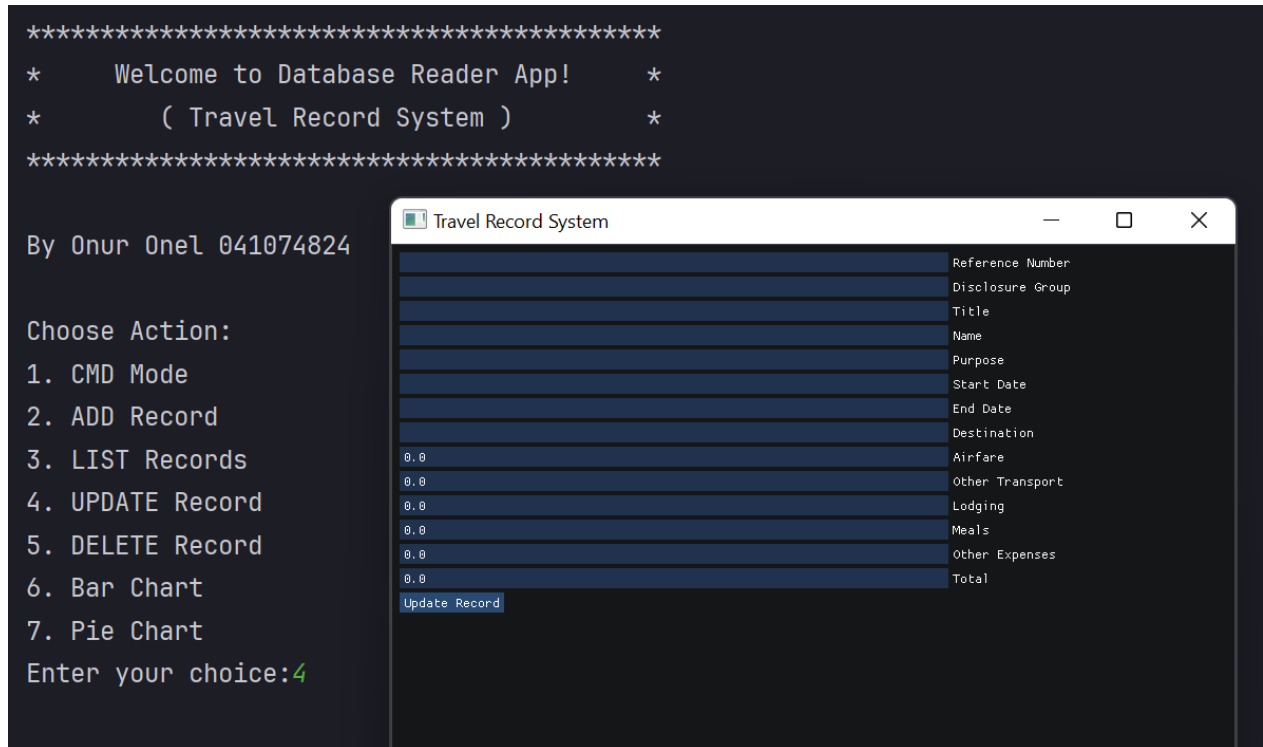 *******************************************
* Welcome to Database Reader App! *
* ( Travel Record System ) *
*******************************************
By Onur Onel 041074824
Choose Action:
1. CMD Mode
2. ADD Record
3. LIST Records
4. UPDATE Record
5. DELETE Record
6. Bar Chart
7. Pie Chart
Enter your choice:4
Travel Record System
Reference Number
Disclosure Group
Title
Name
Purpose
Start Date
End Date
Destination
0.0 Airfare
0.0 Other Transport
0.0 Lodging
0.0 Meals
0.0 Other Expenses
0.0 Total
Update Record